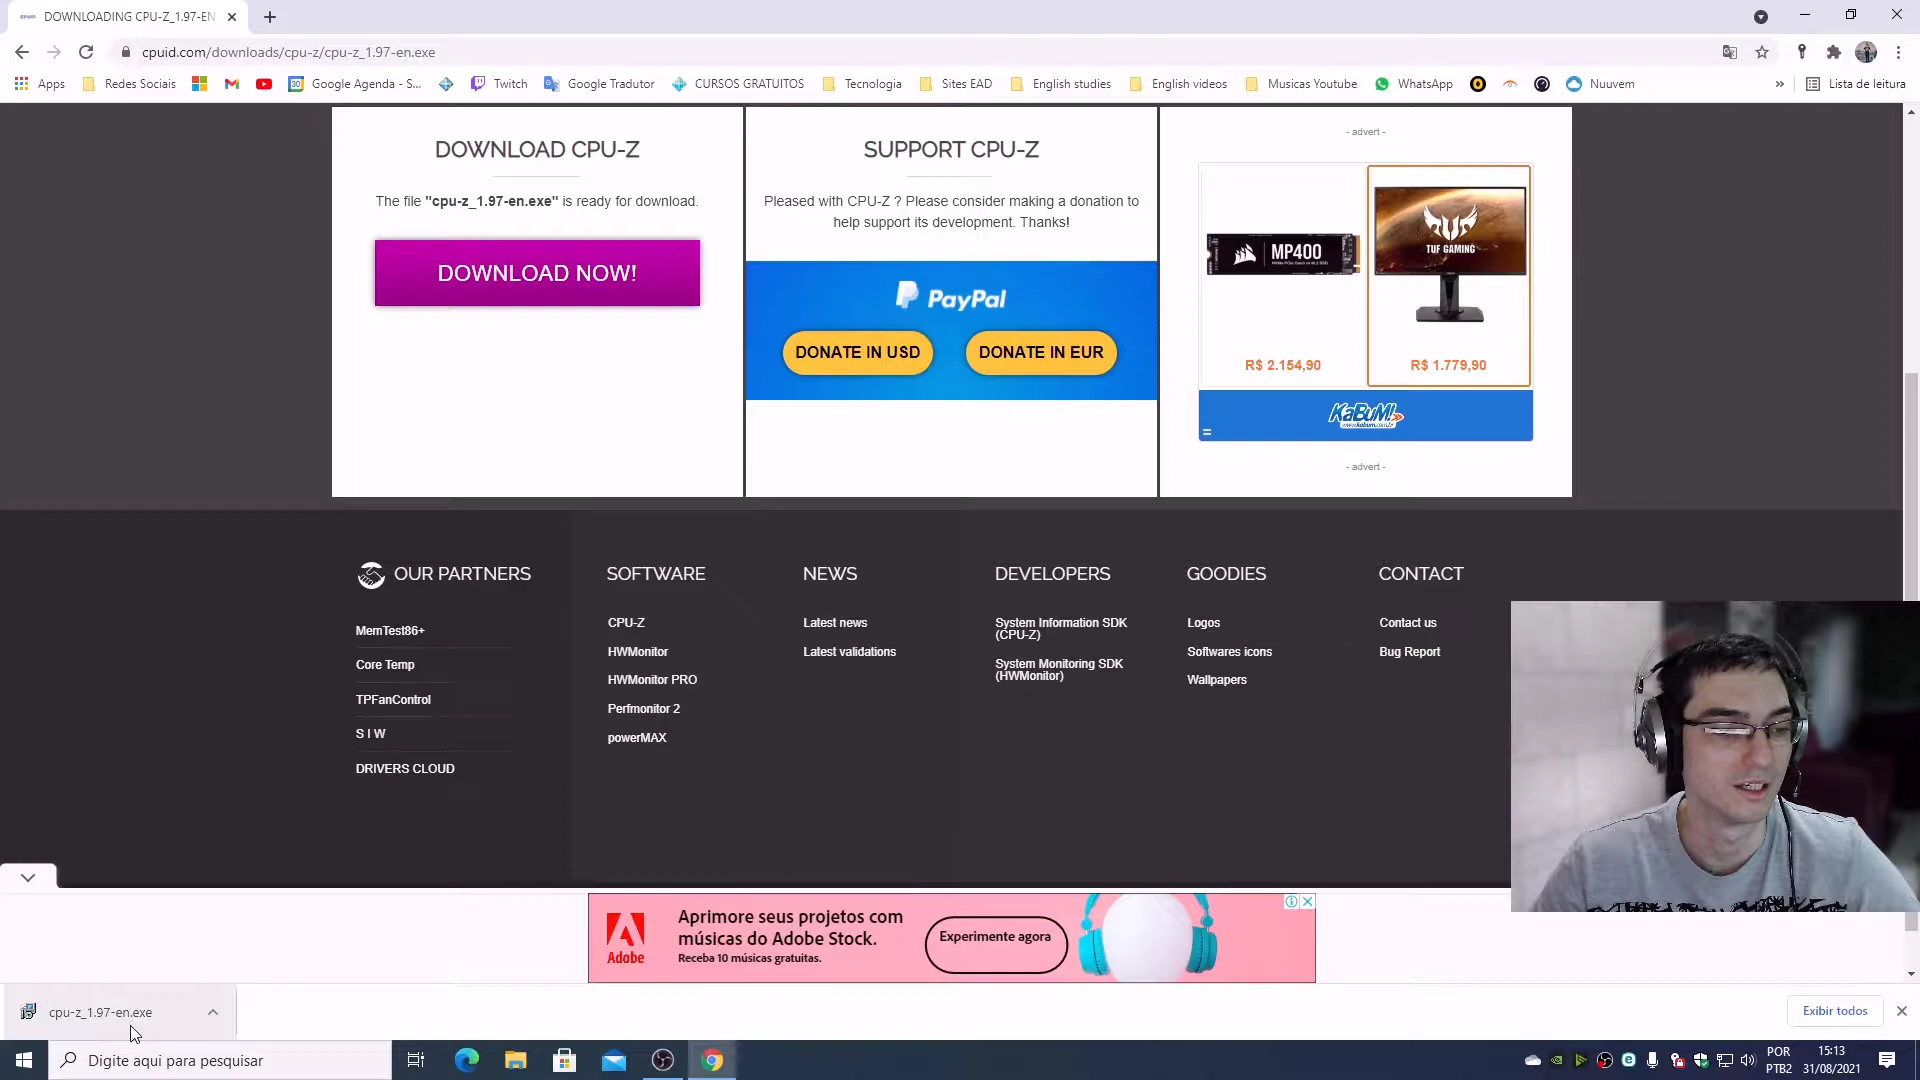 DOWNLOADING CPU-Z_1.97-EN
cpuid.com/downloads/cpu-z/cpu-z_1.97-en.exe
Apps
Redes Sociais
Google Agenda - S...
Twitch
Google Tradutor
CURSOS GRATUITOS
Tecnologia
Sites EAD
English studies
English videos
Musicas Youtube
WhatsApp
Nuuvem
»
Lista de leitura
DOWNLOAD CPU-Z
The file "cpu-z_1.97-en.exe" is ready for download.
DOWNLOAD NOW!
SUPPORT CPU-Z
Pleased with CPU-Z ? Please consider making a donation to
help support its development. Thanks!
PayPal
DONATE IN USD
DONATE IN EUR
- advert -
MP400
TUF GAMING
R$ 2.154,90
R$ 1.779,90
KaBuM!
www.kabum.com.br
- advert -
OUR PARTNERS
MemTest86+
Core Temp
TPFanControl
S I W
DRIVERS CLOUD
SOFTWARE
CPU-Z
HWMonitor
HWMonitor PRO
Perfmonitor 2
powerMAX
NEWS
Latest news
Latest validations
DEVELOPERS
System Information SDK
(CPU-Z)
System Monitoring SDK
(HWMonitor)
GOODIES
Logos
Softwares icons
Wallpapers
CONTACT
Contact us
Bug Report
Adobe
Aprimore seus projetos com
músicas do Adobe Stock.
Receba 10 músicas gratuitas.
Experimente agora
cpu-z_1.97-en.exe
Exibir todos
Digite aqui para pesquisar
POR
PTB2
15:13
31/08/2021